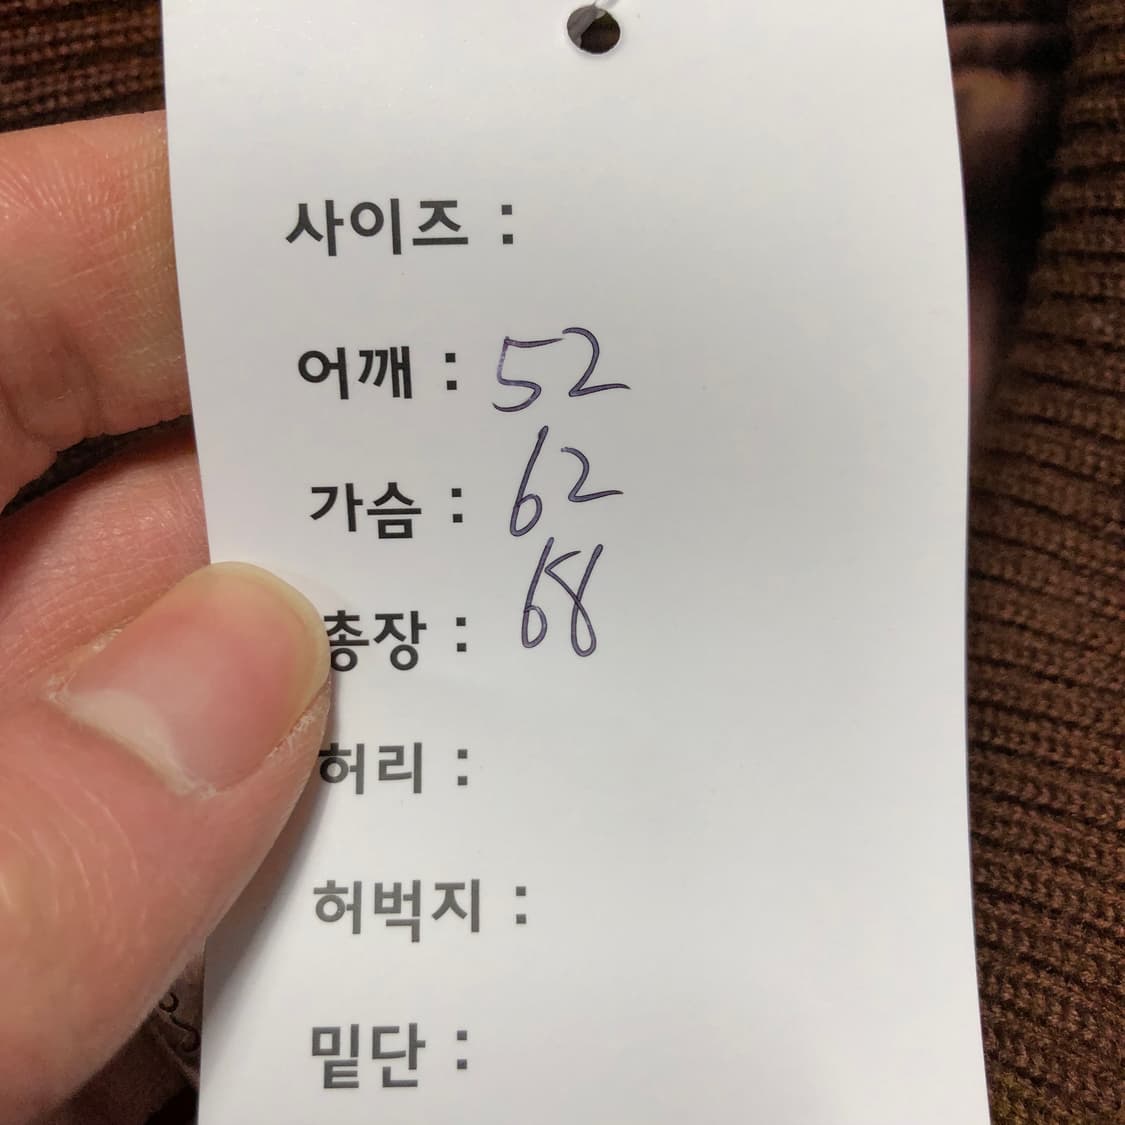 사이즈 :
어깨 : 52
가슴 : 62
총장 : 68
허리 :
허벅지 :
밑단 :